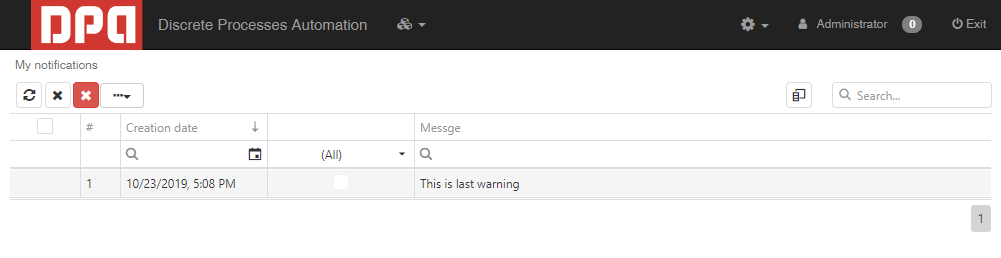 DPA Discrete Processes Automation Administrator 0 Exit
My notifications
Search...
# Creation date Messge
(All)
1 10/23/2019, 5:08 PM This is last warning
1